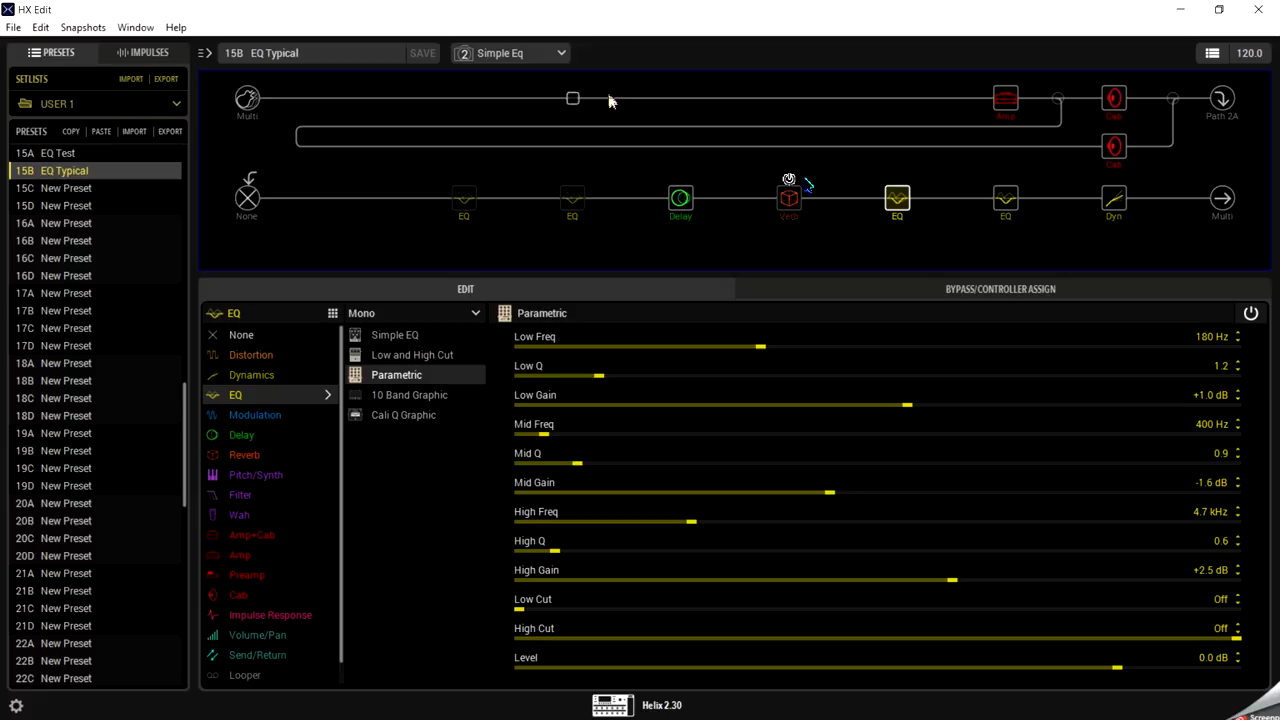 HX Edit
File Edit Snapshots Window Help
PRESETS IMPULSES
15B EQ Typical SAVE 2 Simple Eq 120.0
SETLISTS IMPORT EXPORT
USER 1
PRESETS COPY PASTE IMPORT EXPORT
15A EQ Test
15B EQ Typical
15C New Preset
15D New Preset
16A New Preset
16B New Preset
16C New Preset
16D New Preset
17A New Preset
17B New Preset
17C New Preset
17D New Preset
18A New Preset
18B New Preset
18C New Preset
18D New Preset
19A New Preset
19B New Preset
19C New Preset
19D New Preset
20A New Preset
20B New Preset
20C New Preset
20D New Preset
21A New Preset
21B New Preset
21C New Preset
21D New Preset
22A New Preset
22B New Preset
22C New Preset
Multi Amp Cab Path 2A
Cab
None EQ EQ Delay Verb EQ EQ Dyn Multi
EDIT BYPASS/CONTROLLER ASSIGN
EQ Mono Parametric
None
Distortion
Dynamics
EQ
Modulation
Delay
Reverb
Pitch/Synth
Filter
Wah
Amp+Cab
Amp
Preamp
Cab
Impulse Response
Volume/Pan
Send/Return
Looper
Simple EQ
Low and High Cut
Parametric
10 Band Graphic
Cali Q Graphic
Low Freq 180 Hz
Low Q 1.2
Low Gain +1.0 dB
Mid Freq 400 Hz
Mid Q 0.9
Mid Gain -1.6 dB
High Freq 4.7 kHz
High Q 0.6
High Gain +2.5 dB
Low Cut Off
High Cut Off
Level 0.0 dB
Helix 2.30